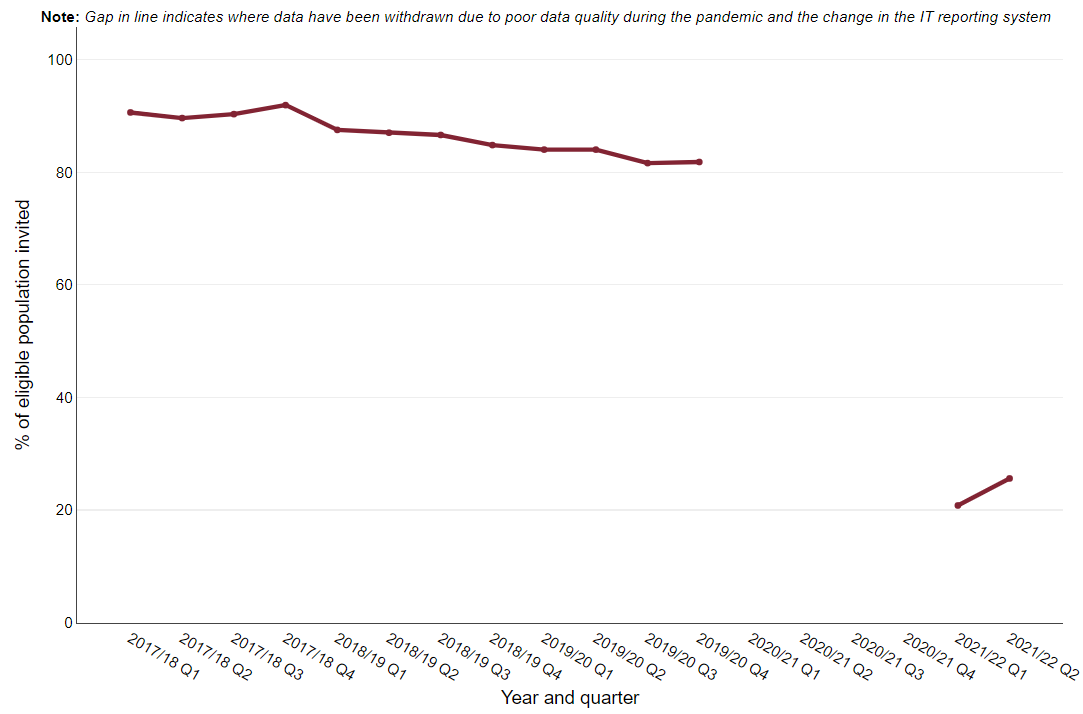 Note: Gap in line indicates where data have been withdrawn due to poor data quality during the pandemic and the change in the IT reporting system
100
80
60
40
20
0
% of eligible population invited
2017/18 Q1
2017/18 Q2
2017/18 Q3
2017/18 Q4
2018/19 Q1
2018/19 Q2
2018/19 Q3
2018/19 Q4
2019/20 Q1
2019/20 Q2
2019/20 Q3
2019/20 Q4
2020/21 Q1
2020/21 Q2
2020/21 Q3
2020/21 Q4
2021/22 Q1
2021/22 Q2
Year and quarter